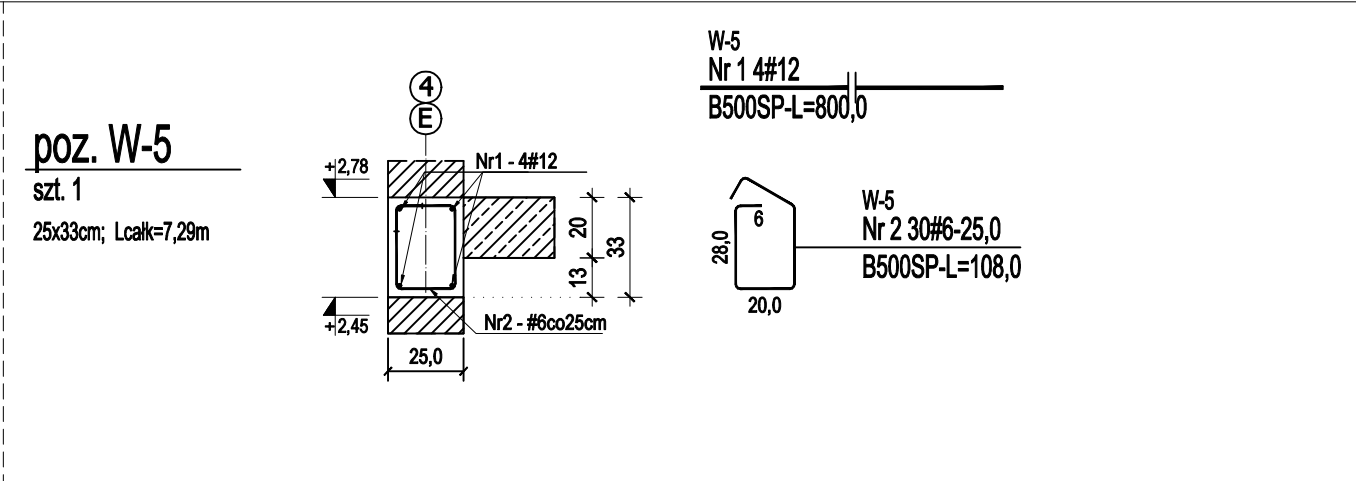 poz. W-5
szt. 1
25x33cm; Lcałk=7,29m
4
E
+2,78
Nr1 - 4#12
20
33
13
+2,45
Nr2 - #6co25cm
25,0
W-5
Nr 1 4#12
B500SP-L=800,0
6
28,0
20,0
W-5
Nr 2 30#6-25,0
B500SP-L=108,0